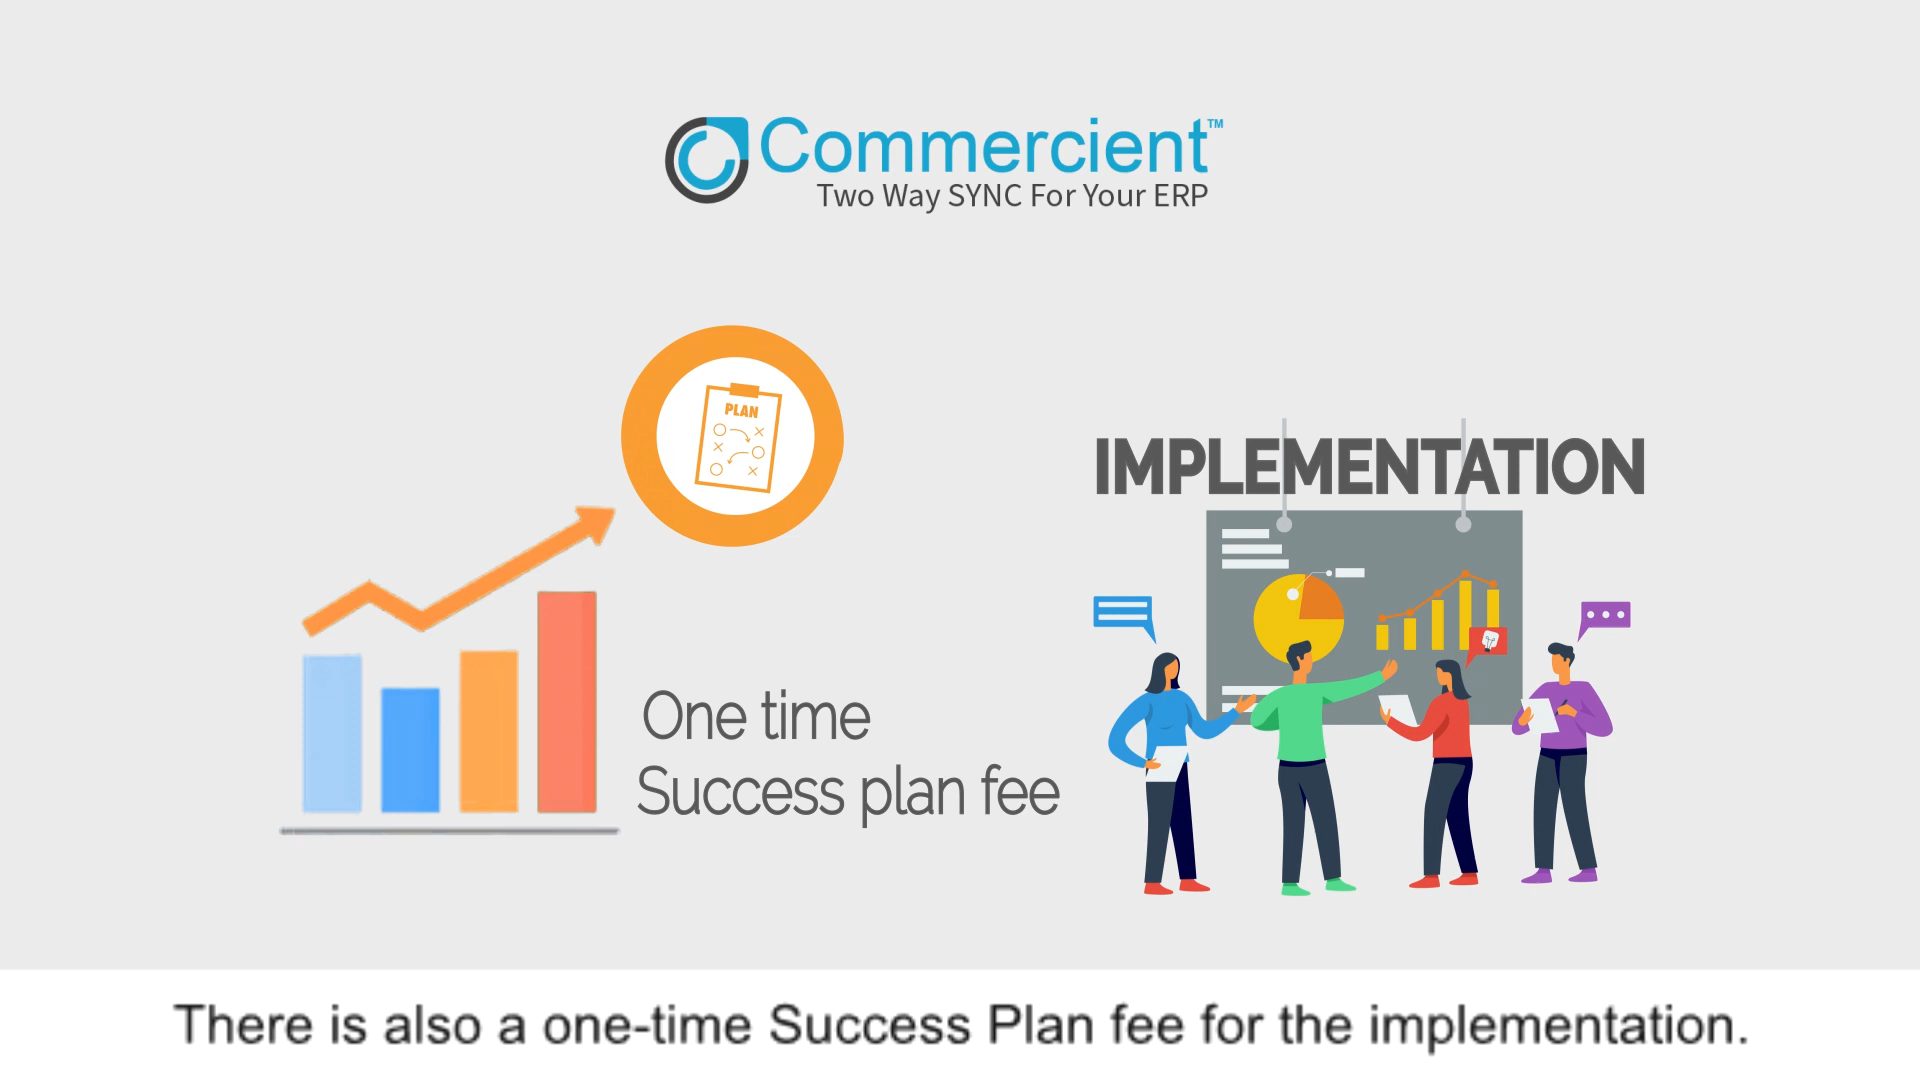 Commercient™
Two Way SYNC For Your ERP
PLAN
IMPLEMENTATION
One time
Success plan fee
There is also a one-time Success Plan fee for the implementation.